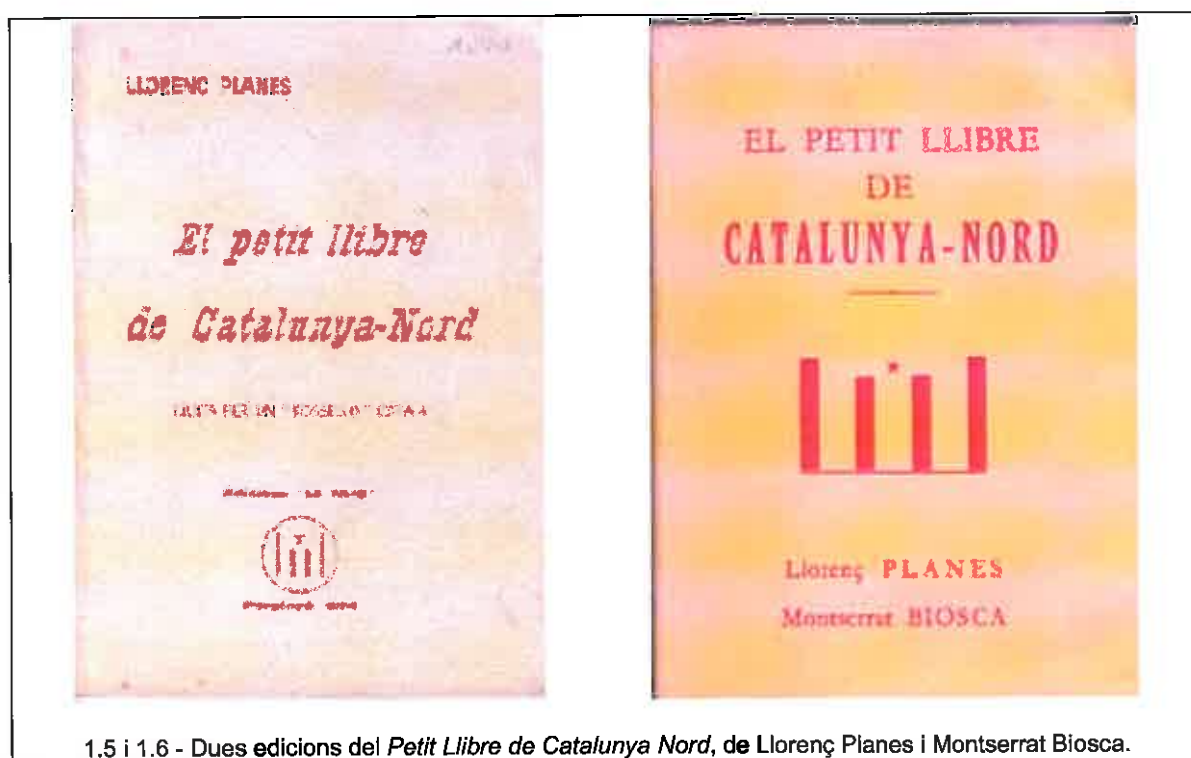 LLORENÇ PLANES
El petit llibre
de Catalunya-Nord
EL PETIT LLIBRE
DE
CATALUNYA-NORD
Llorenç PLANES
Montserrat BIOSCA
1.5 i 1.6 - Dues edicions del Petit Llibre de Catalunya Nord, de Llorenç Planes i Montserrat Biosca.